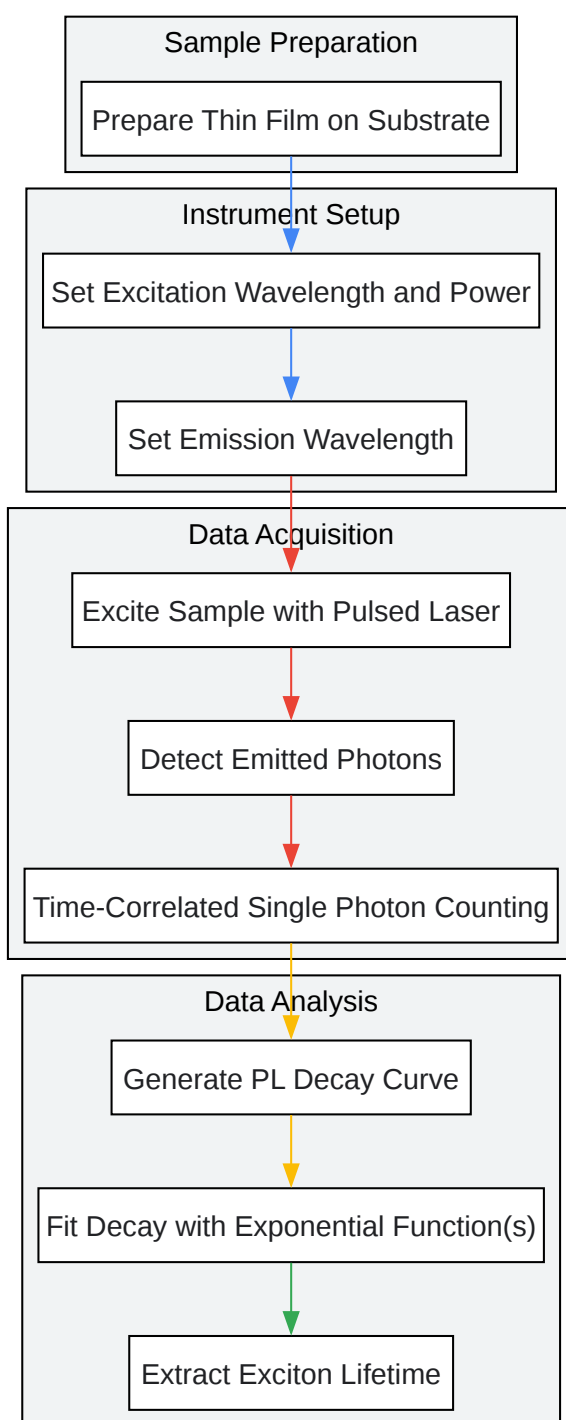 Sample Preparation
Prepare Thin Film on Substrate
Instrument Setup
Set Excitation Wavelength and Power
Set Emission Wavelength
Data Acquisition
Excite Sample with Pulsed Laser
Detect Emitted Photons
Time-Correlated Single Photon Counting
Data Analysis
Generate PL Decay Curve
Fit Decay with Exponential Function(s)
Extract Exciton Lifetime